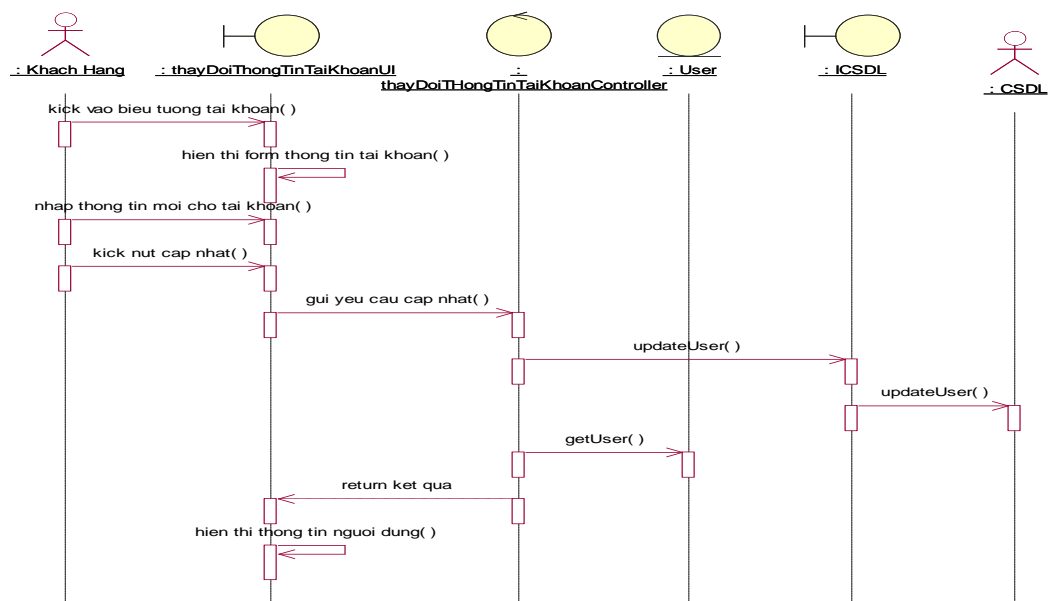 : Khach Hang
: thayDoiThongTinTaiKhoanUI
:
thayDoiTHongTinTaiKhoanController
: User
: ICSDL
: CSDL
kick vao bieu tuong tai khoan( )
hien thi form thong tin tai khoan( )
nhap thong tin moi cho tai khoan( )
kick nut cap nhat( )
gui yeu cau cap nhat( )
updateUser( )
updateUser( )
getUser( )
return ket qua
hien thi thong tin nguoi dung( )